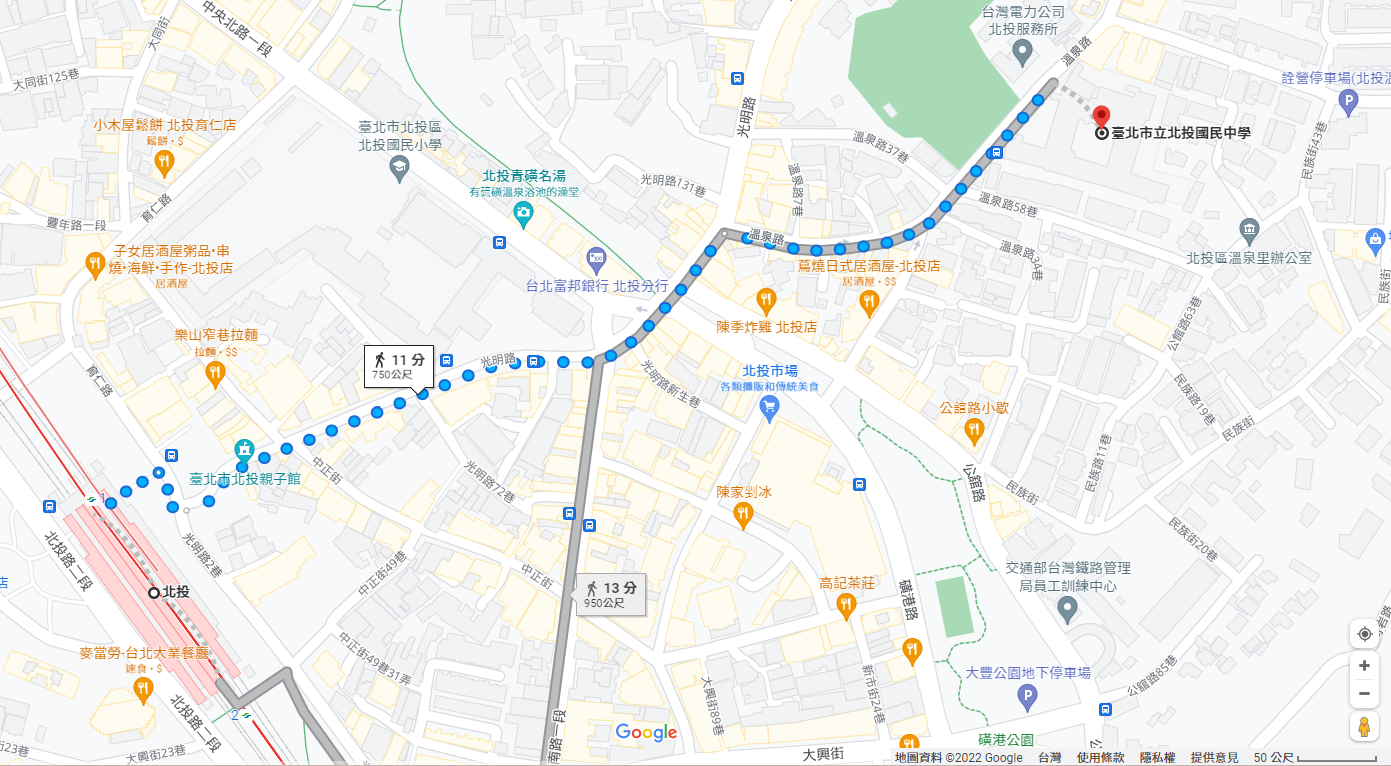 台灣電力公司
北投服務所
中央北路一段
大同街
大同街125巷
溫泉路
詮營停車場(北投溫
P
小木屋鬆餅 北投育仁店
鬆餅・$
臺北市北投區
北投國民小學
光明路
臺北市立北投國民中學
溫泉路37巷
民族街43巷
北投青磺名湯
有硫磺溫泉浴池的澡堂
光明路131巷
溫泉路7巷
育仁路
豐年路一段
溫泉路58巷
溫泉路
溫泉路34巷
子女居酒屋粥品•串
燒•海鮮•手作-北投店
居酒屋
北投區溫泉里辦公室
蔦燒日式居酒屋-北投店
居酒屋・$$
台北富邦銀行 北投分行
民族街
公館路63巷
陳季炸雞 北投店
樂山窄巷拉麵
拉麵・$$
11 分
750公尺
光明路
育仁路
光明路新生巷
北投市場
各類攤販和傳統美食
民族路19巷
公館路小歇
民族街
臺北市北投親子館
中正街
光明路72巷
民族路11巷
公館路
民族街
陳家剉冰
1
北投路二段
光明路2巷
民族街20巷
中正街49巷
中正街
店
北投
13 分
950公尺
高記茶莊
磺港路
交通部台灣鐵路管理
局員工訓練中心
麥當勞-台北大業餐廳
速食・$
中正街49巷31弄
大豐公園地下停車場
P
公館路85巷
新市街24巷
大興街89巷
北投路二段
2
南路一段
Google
磺港公園
23巷
大興街23巷
大興街
地圖資料 ©2022 Google 台灣 使用條款 隱私權 提供意見 50 公尺